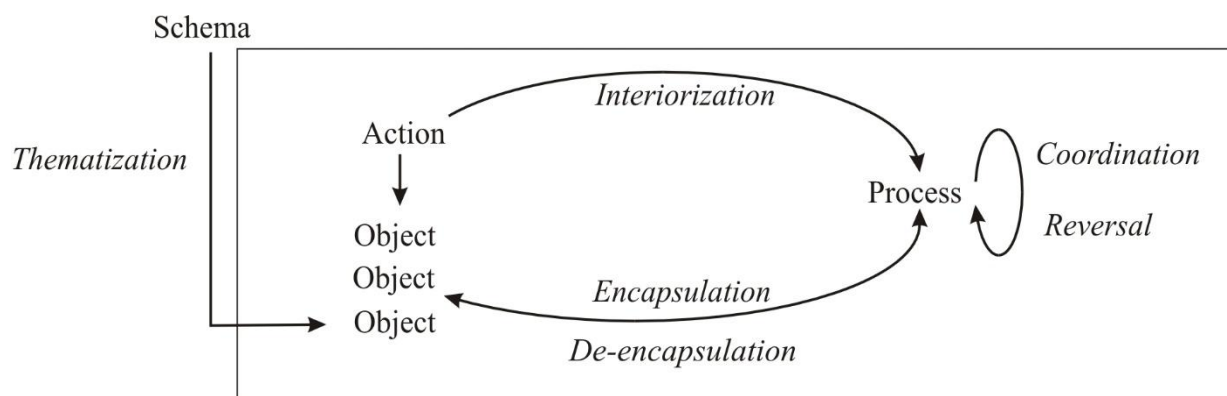 Schema
Interiorization
Action
Thematization
Coordination
Process
Reversal
Object
Object
Encapsulation
Object
De-encapsulation